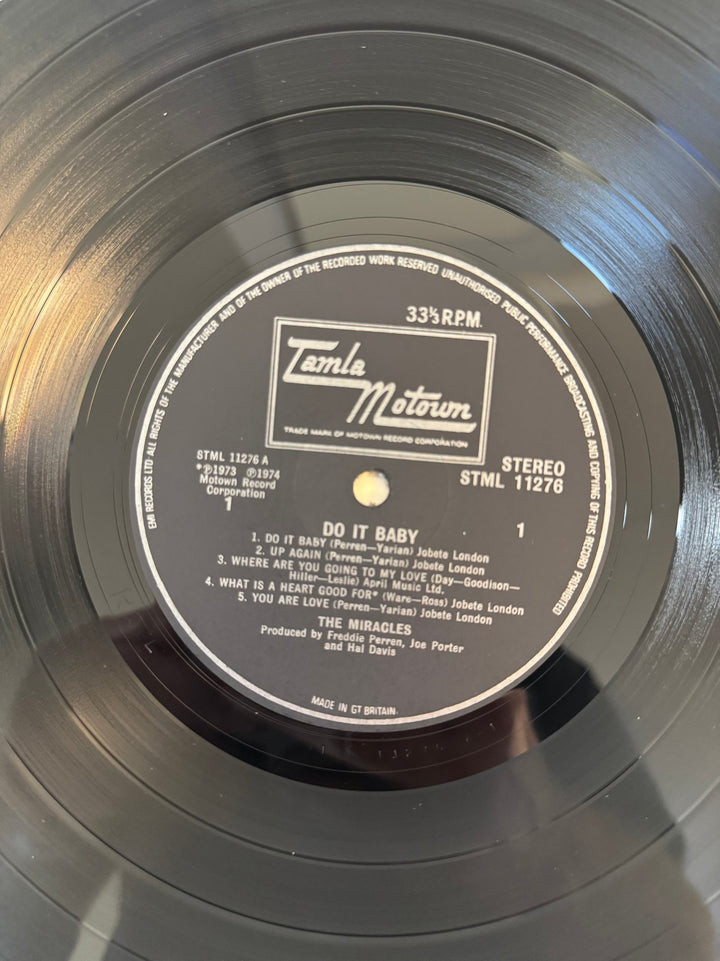 EMI RECORDS LTD· ALL RIGHTS OF THE MANUFACTURER AND OF THE OWNER OF THE RECORDED WORK RESERVED UNAUTHORISED PUBLIC PERFORMANCE BROADCASTING AND COPYING OF THIS RECORD PROHIBITED
33⅓ R.P.M.
Tamla
Motown
TRADE MARK OF MOTOWN RECORD CORPORATION
STML 11276 A
*℗1973 ℗1974
Motown Record
Corporation
1
STEREO
STML 11276
1
DO IT BABY
1. DO IT BABY (Perren—Yarian) Jobete London
2. UP AGAIN (Perren—Yarian) Jobete London
3. WHERE ARE YOU GOING TO MY LOVE (Day—Goodison—
Hiller—Leslie) April Music Ltd.
4. WHAT IS A HEART GOOD FOR* (Ware—Ross) Jobete London
5. YOU ARE LOVE (Perren—Yarian) Jobete London
THE MIRACLES
Produced by Freddie Perren, Joe Porter
and Hal Davis
MADE IN GT BRITAIN·